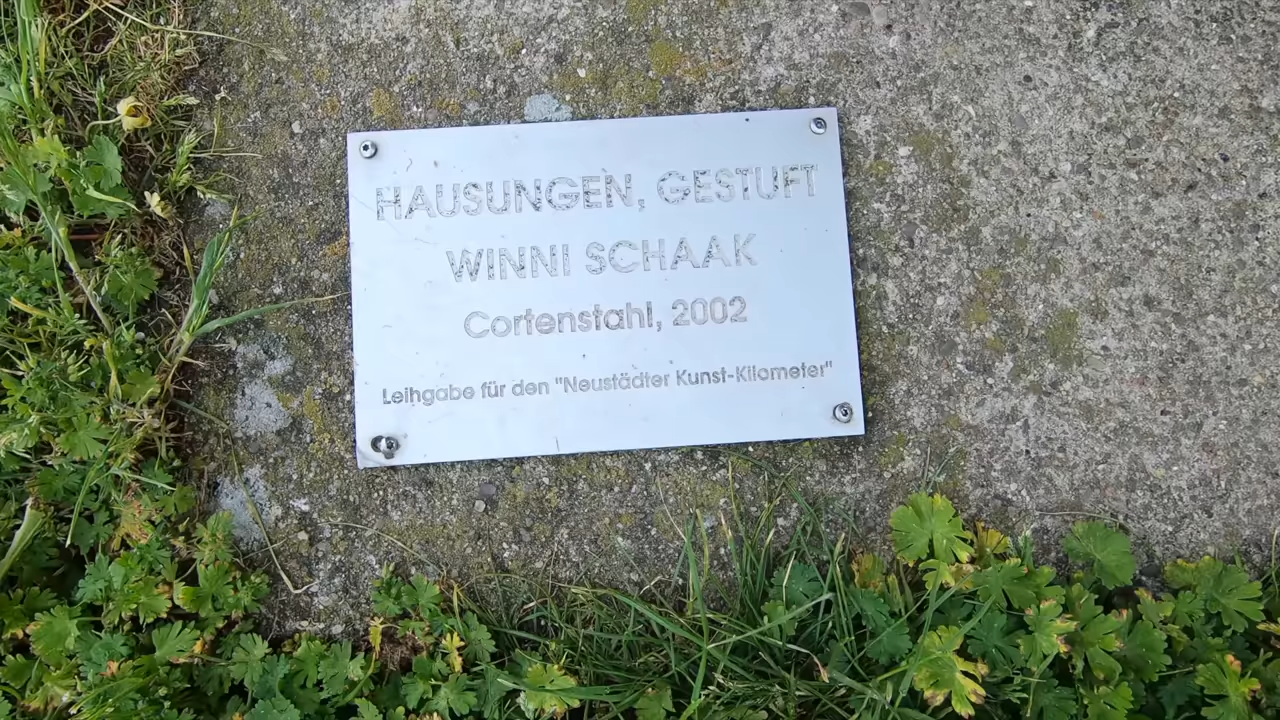 HAUSUNGEN, GESTUFT
WINNI SCHAAK
Cortenstahl, 2002
Leihgabe für den "Neustädter Kunst-Kilometer"